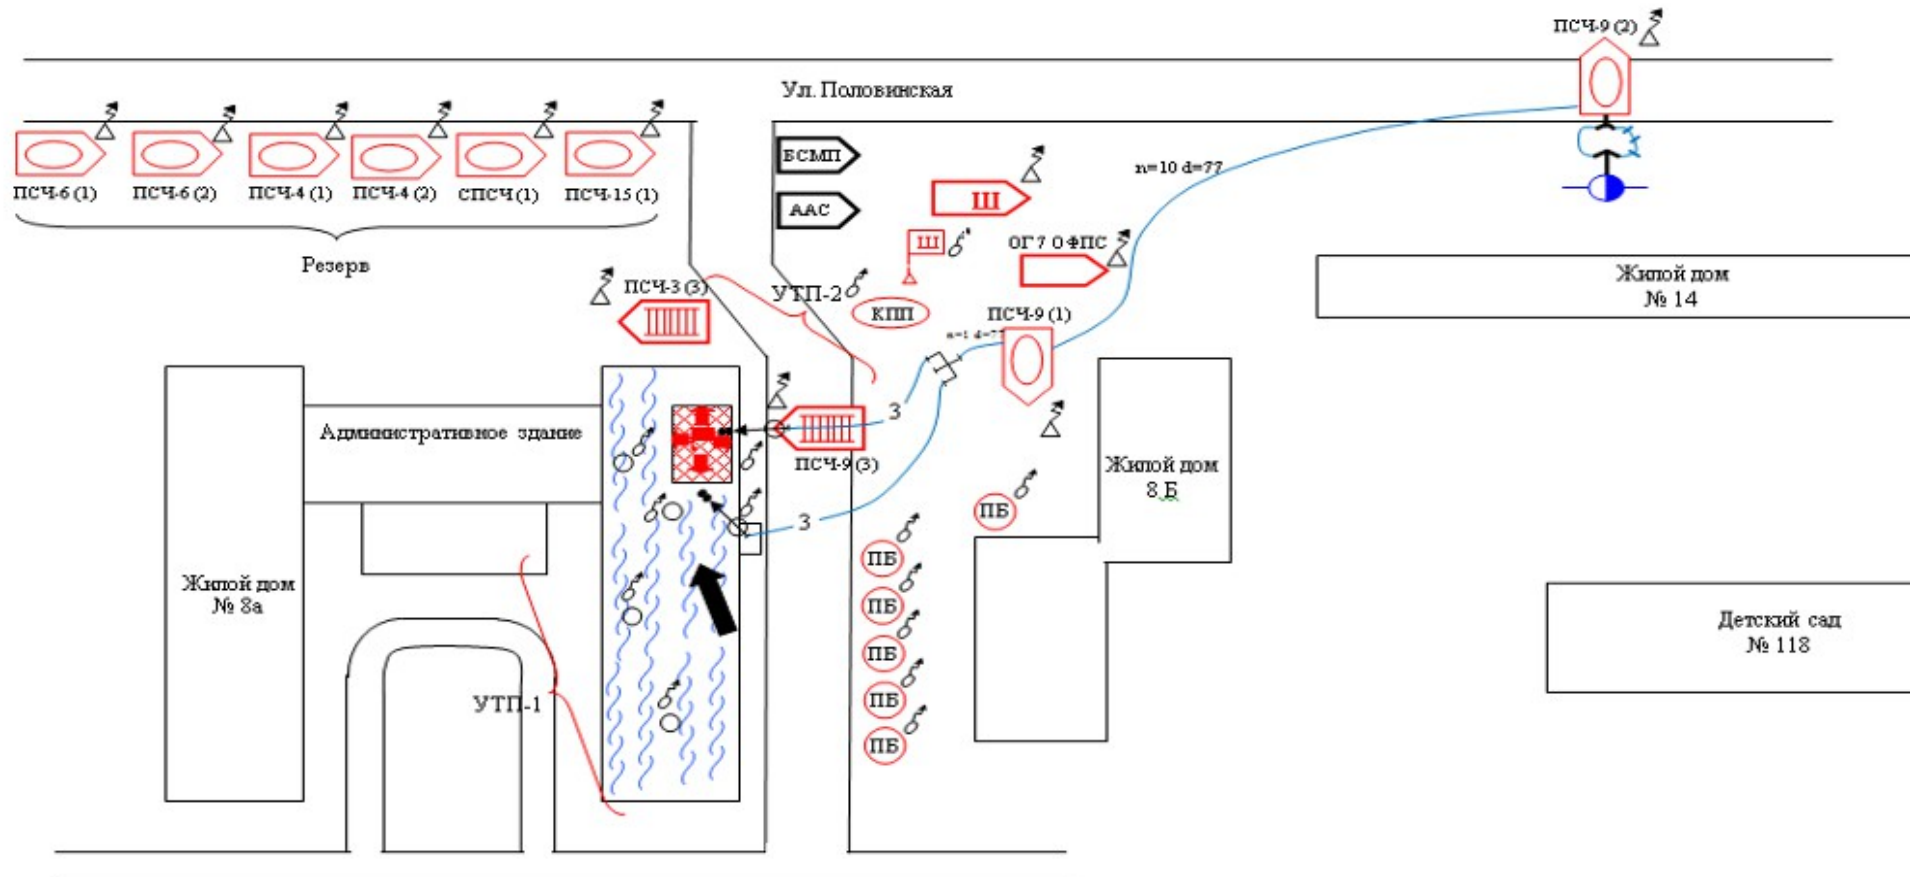 ПСЧ-9 (2)
Ул. Половинская
БСМП
ПСЧ-6 (1)
ПСЧ-6 (2)
ПСЧ-4 (1)
ПСЧ-4 (2)
СПСЧ (1)
ПСЧ-15 (1)
Резерв
ААС
Ш
n=10 d=77
Ш
ОГ 7 ОФПС
Жилой дом
№ 14
ПСЧ-3 (3)
УТП-2
КПП
ПСЧ-9 (1)
n=1 d=77
3
Административное здание
ПСЧ-9 (3)
Жилой дом
8 Б
ПБ
3
ПБ
ПБ
ПБ
ПБ
ПБ
Жилой дом
№ 8а
УТП-1
Детский сад
№ 118